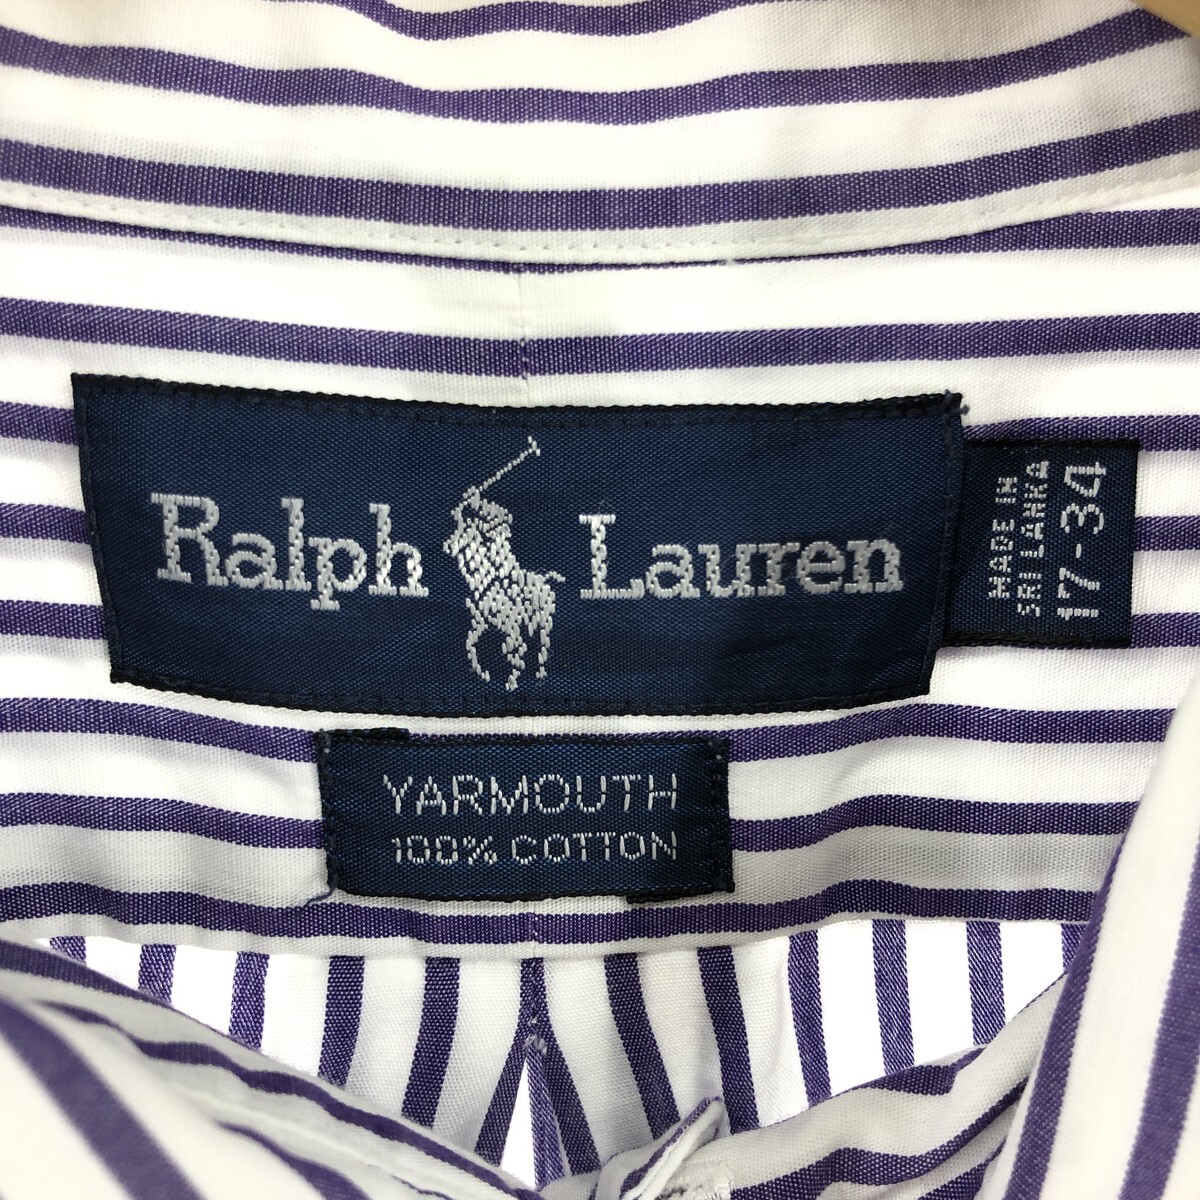 Ralph Lauren
MADE IN
SRI LANKA
17-34
YARMOUTH
100% COTTON